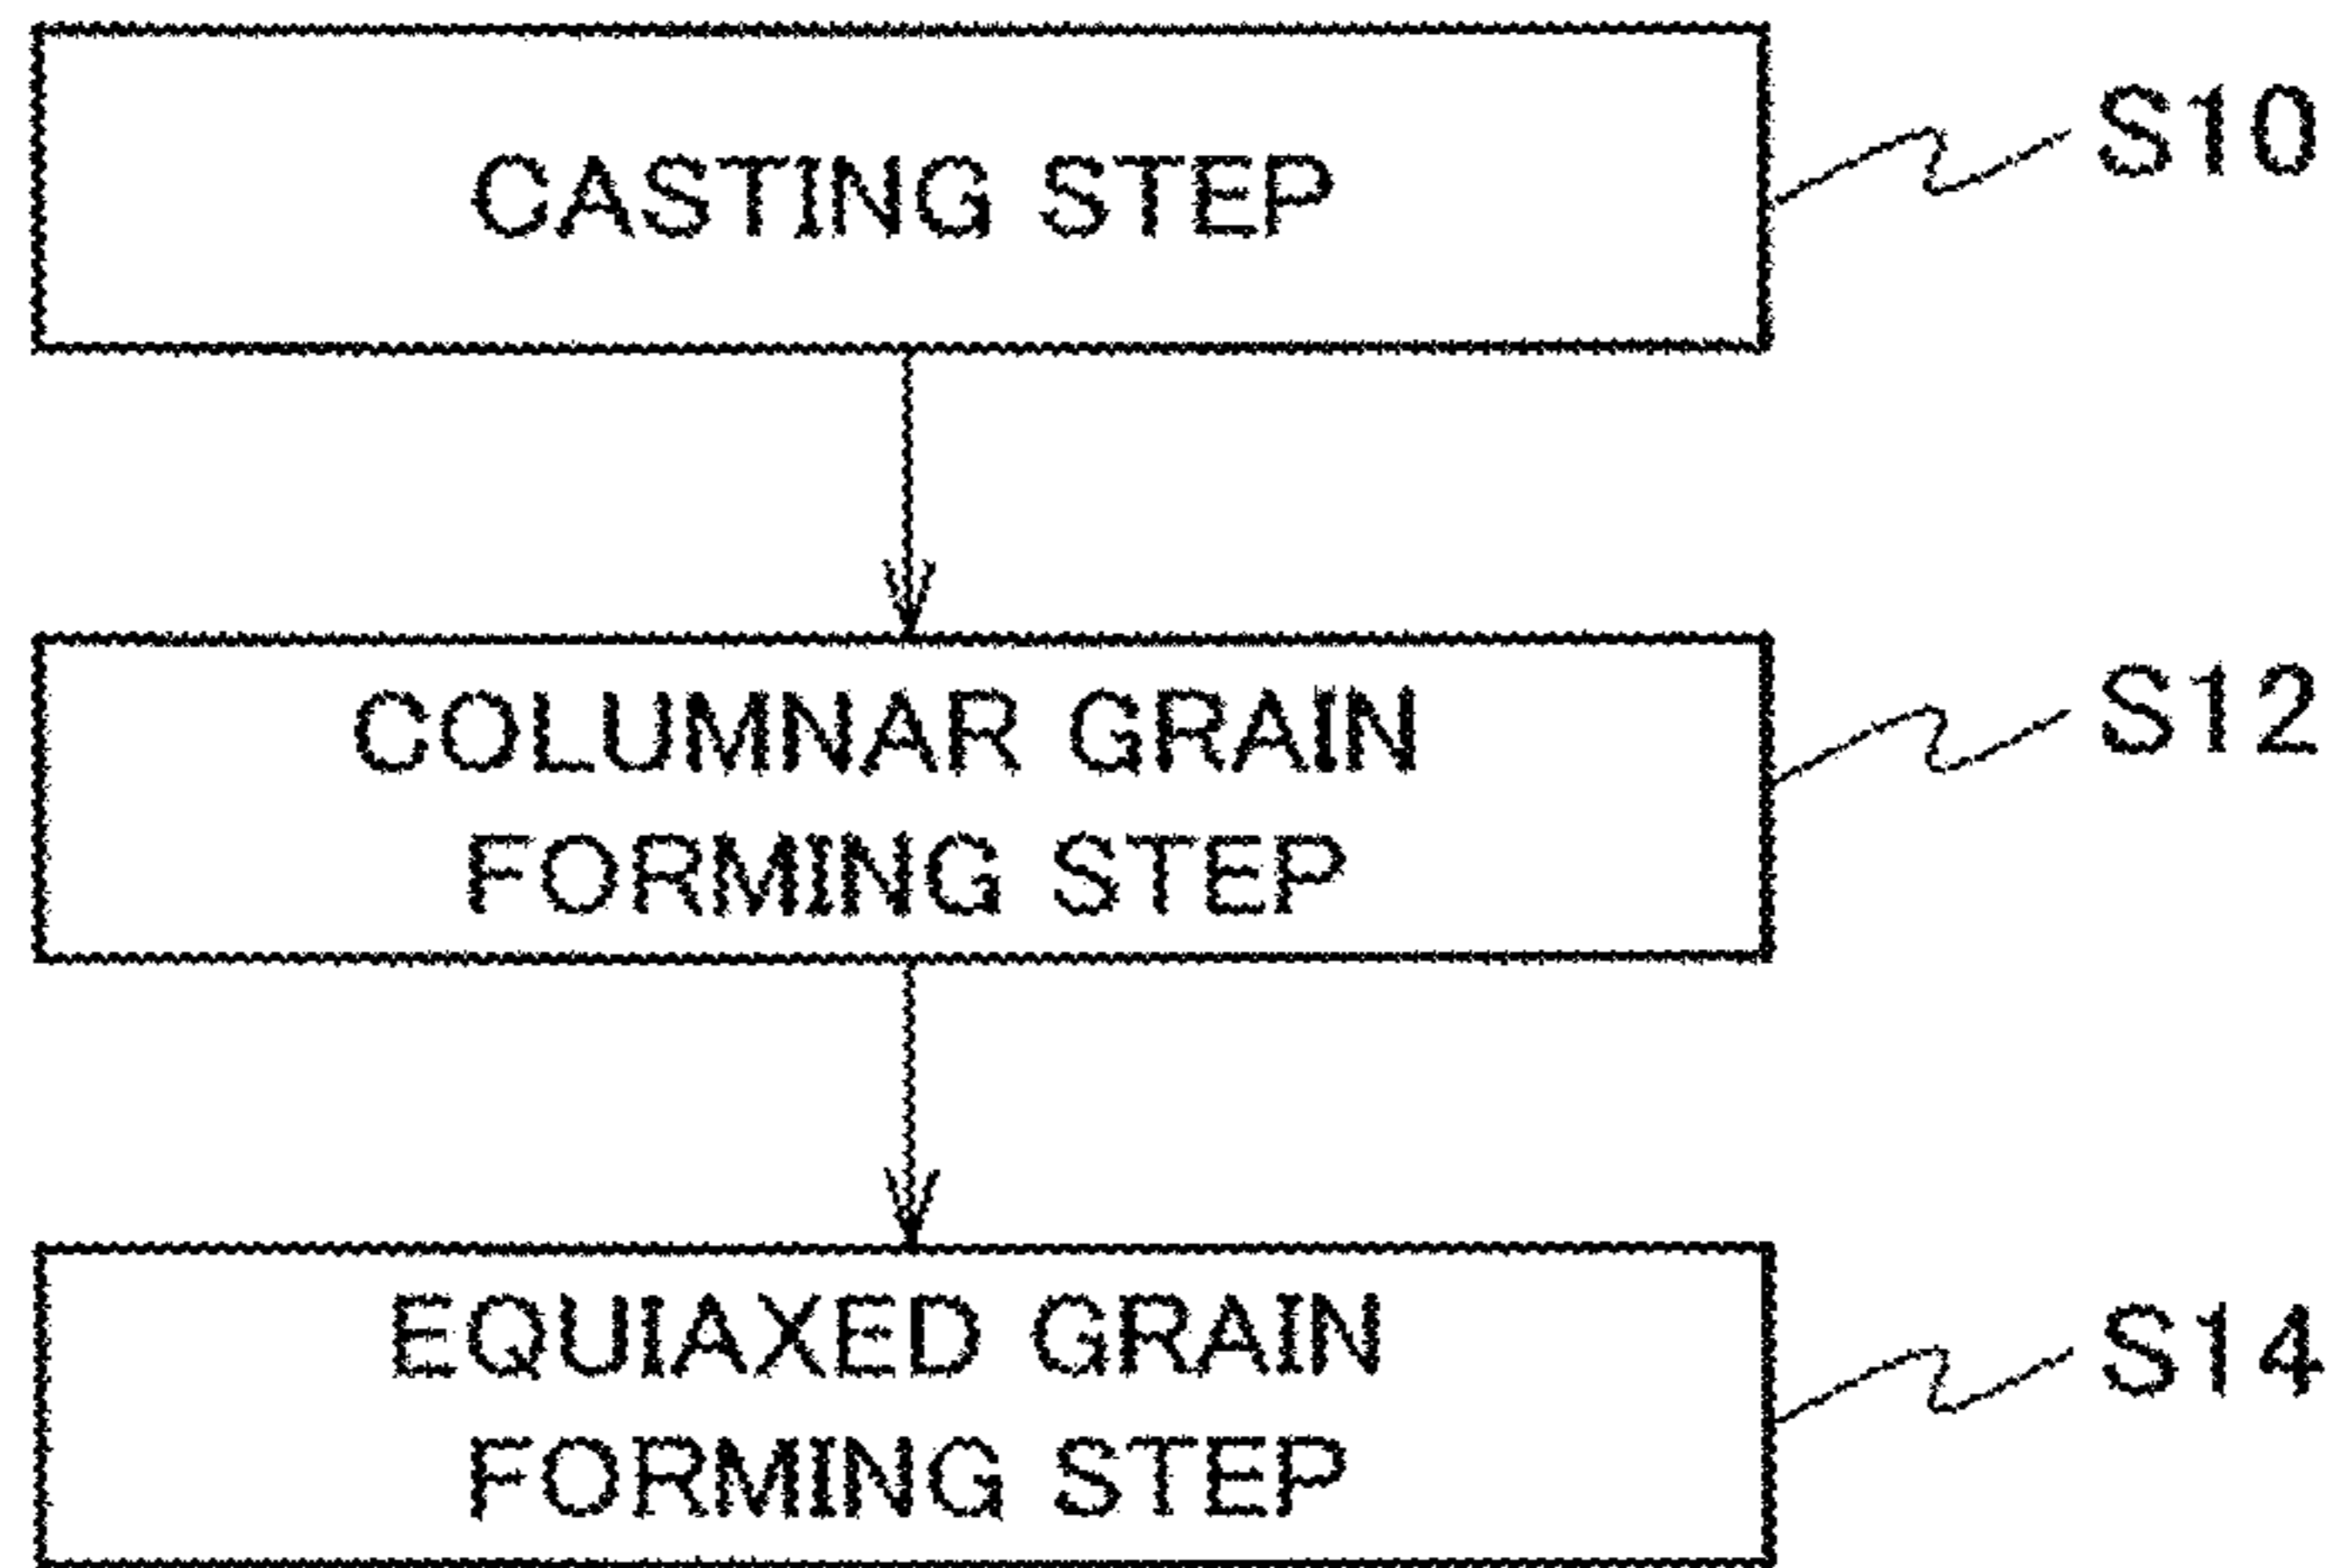 CASTING STEP
S10
COLUMNAR GRAIN
FORMING STEP
S12
EQUIAXED GRAIN
FORMING STEP
S14